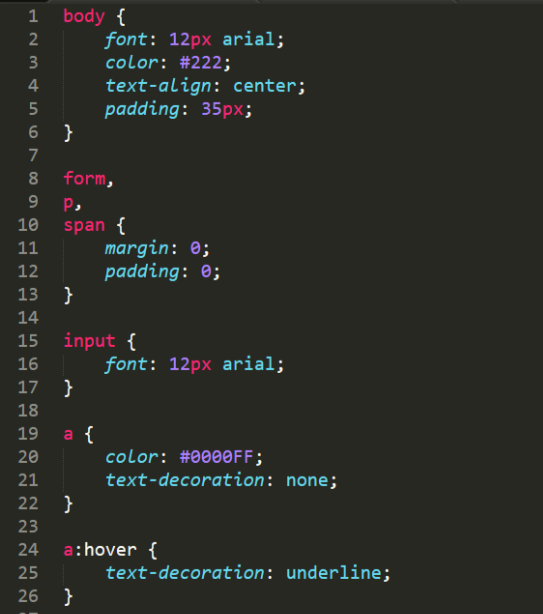 1 body {
2 font: 12px arial;
3 color: #222;
4 text-align: center;
5 padding: 35px;
6 }
7
8 form,
9 p,
10 span {
11 margin: 0;
12 padding: 0;
13 }
14
15 input {
16 font: 12px arial;
17 }
18
19 a {
20 color: #0000FF;
21 text-decoration: none;
22 }
23
24 a:hover {
25 text-decoration: underline;
26 }